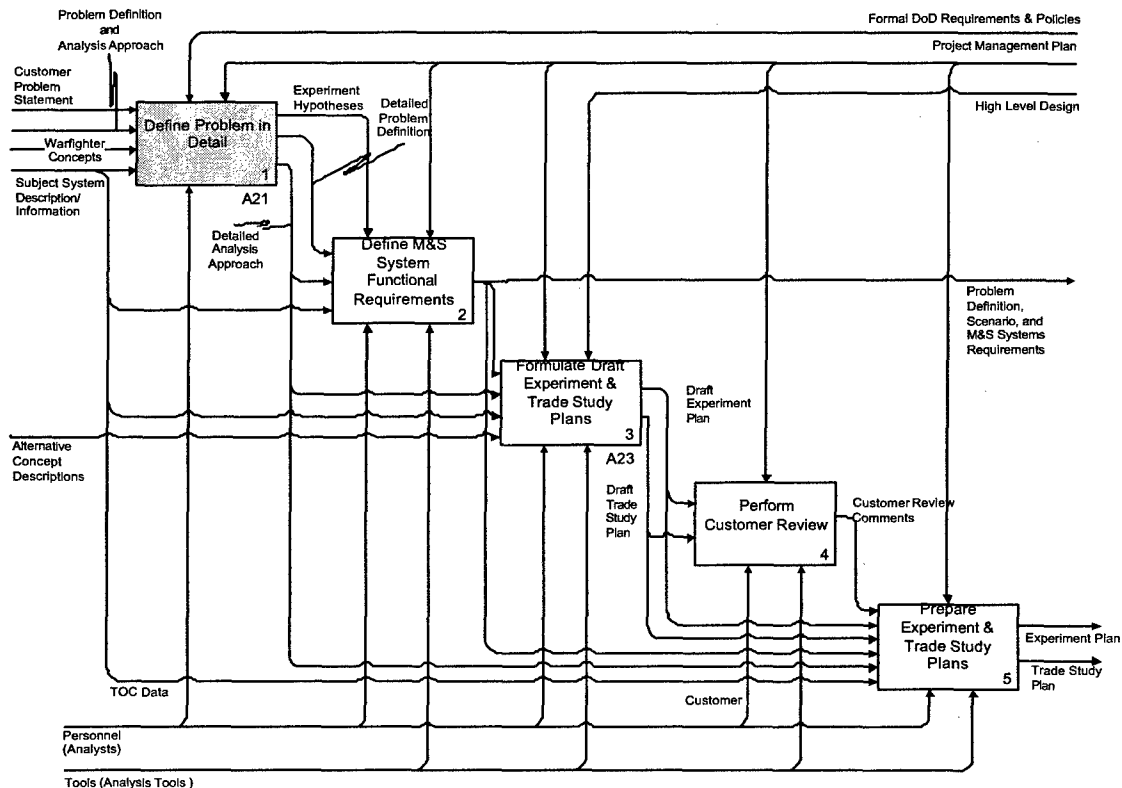 Problem Definition
and
Analysis Approach
Formal DoD Requirements & Policies
Project Management Plan
Customer
Problem
Statement
Experiment
Hypotheses
Detailed
Problem
Definition
High Level Design
Define Problem in
Detail
1
A21
Warfighter
Concepts
Subject System
Description/
Information
Detailed
Analysis
Approach
Define M&S
System
Functional
Requirements
2
Problem
Definition,
Scenario, and
M&S Systems
Requirements
Formulate Draft
Experiment &
Trade Study
Plans
3
A23
Draft
Experiment
Plan
Alternative
Concept
Descriptions
Draft
Trade
Study
Plan
Perform
Customer Review
4
Customer Review
Comments
Prepare
Experiment &
Trade Study
Plans
5
Experiment Plan
Trade Study
Plan
TOC Data
Customer
Personnel
(Analysts)
Tools (Analysis Tools )